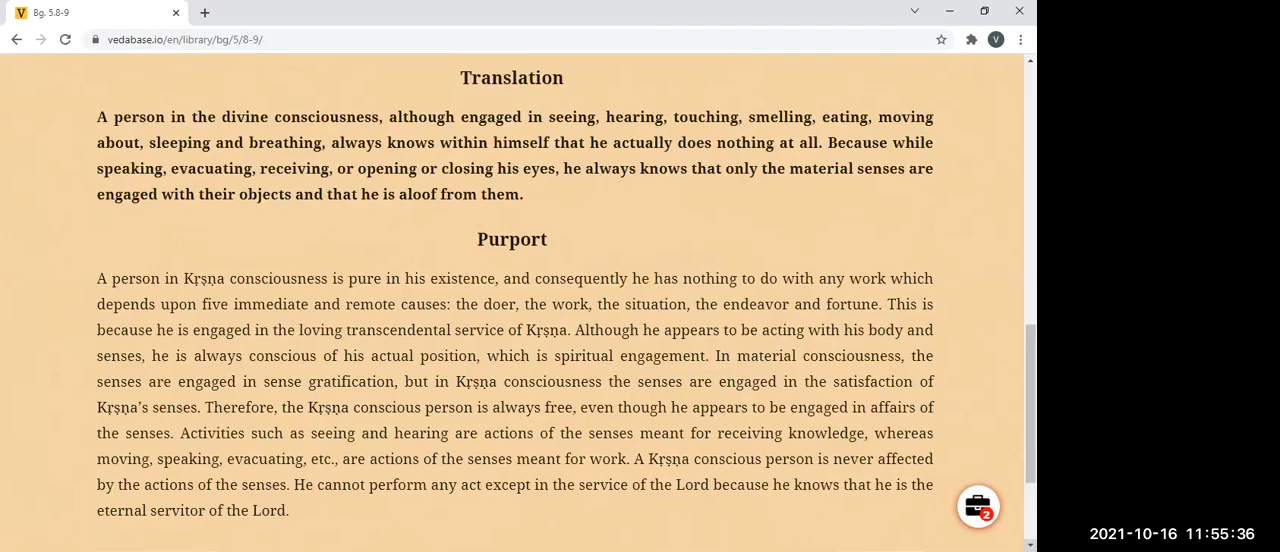 V Bg. 5.8-9
vedabase.io/en/library/bg/5/8-9/
V
Translation
A person in the divine consciousness, although engaged in seeing, hearing, touching, smelling, eating, moving
about, sleeping and breathing, always knows within himself that he actually does nothing at all. Because while
speaking, evacuating, receiving, or opening or closing his eyes, he always knows that only the material senses are
engaged with their objects and that he is aloof from them.
Purport
A person in Kṛṣṇa consciousness is pure in his existence, and consequently he has nothing to do with any work which
depends upon five immediate and remote causes: the doer, the work, the situation, the endeavor and fortune. This is
because he is engaged in the loving transcendental service of Kṛṣṇa. Although he appears to be acting with his body and
senses, he is always conscious of his actual position, which is spiritual engagement. In material consciousness, the
senses are engaged in sense gratification, but in Kṛṣṇa consciousness the senses are engaged in the satisfaction of
Kṛṣṇa’s senses. Therefore, the Kṛṣṇa conscious person is always free, even though he appears to be engaged in affairs of
the senses. Activities such as seeing and hearing are actions of the senses meant for receiving knowledge, whereas
moving, speaking, evacuating, etc., are actions of the senses meant for work. A Kṛṣṇa conscious person is never affected
by the actions of the senses. He cannot perform any act except in the service of the Lord because he knows that he is the
eternal servitor of the Lord.
2
2021-10-16 11:55:36